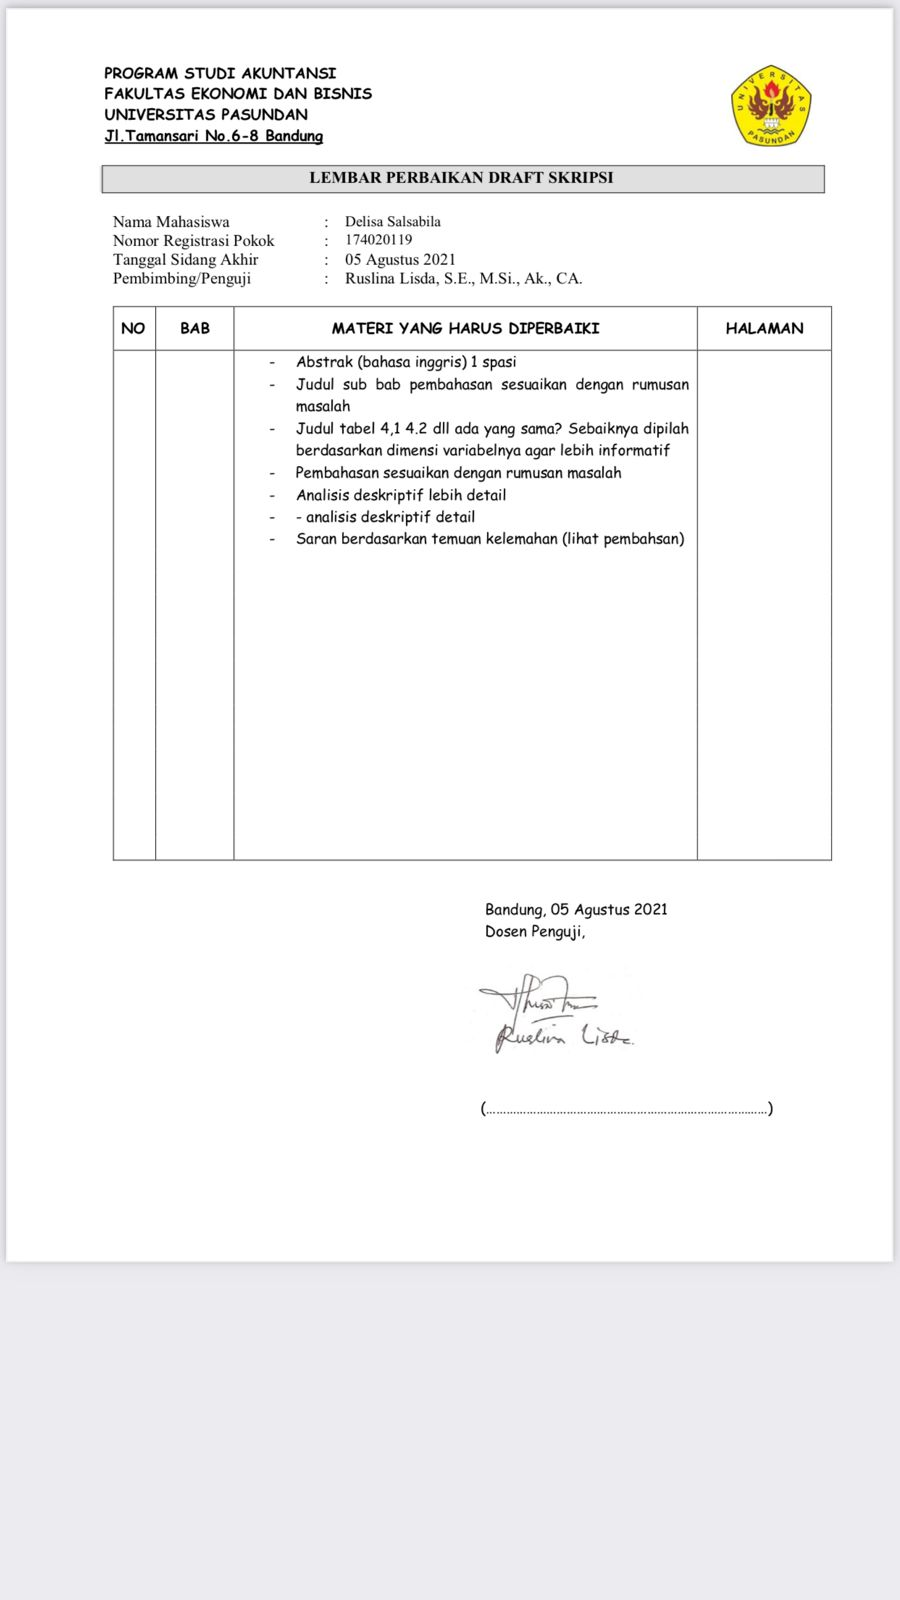 PROGRAM STUDI AKUNTANSI
FAKULTAS EKONOMI DAN BISNIS
UNIVERSITAS PASUNDAN
Jl.Tamansari No.6-8 Bandung
UNIVERSITAS
PASUNDAN
LEMBAR PERBAIKAN DRAFT SKRIPSI
Nama Mahasiswa : Delisa Salsabila
Nomor Registrasi Pokok : 174020119
Tanggal Sidang Akhir : 05 Agustus 2021
Pembimbing/Penguji : Ruslina Lisda, S.E., M.Si., Ak., CA.
NO BAB MATERI YANG HARUS DIPERBAIKI HALAMAN
- Abstrak (bahasa inggris) 1 spasi
- Judul sub bab pembahasan sesuaikan dengan rumusan
masalah
- Judul tabel 4,1 4.2 dll ada yang sama? Sebaiknya dipilah
berdasarkan dimensi variabelnya agar lebih informatif
- Pembahasan sesuaikan dengan rumusan masalah
- Analisis deskriptif lebih detail
- - analisis deskriptif detail
- Saran berdasarkan temuan kelemahan (lihat pembahsan)
Bandung, 05 Agustus 2021
Dosen Penguji,
Ruslina Lisda.
(....................................................................................)